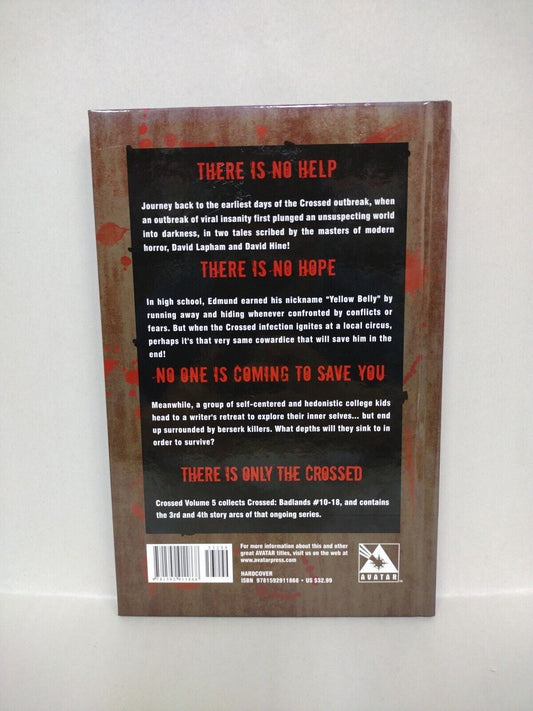 THERE IS NO HELP
Journey back to the earliest days of the Crossed outbreak, when
an outbreak of viral insanity first plunged an unsuspecting world
into darkness, in two tales scribed by the masters of modern
horror, David Lapham and David Hine!
THERE IS NO HOPE
In high school, Edmund earned his nickname “Yellow Belly” by
running away and hiding whenever confronted by conflicts or
fears. But when the Crossed infection ignites at a local circus,
perhaps it's that very same cowardice that will save him in the
end!
NO ONE IS COMING TO SAVE YOU
Meanwhile, a group of self-centered and hedonistic college kids
head to a writer's retreat to explore their inner selves... but end
up surrounded by berserk killers. What depths will they sink to in
order to survive?
THERE IS ONLY THE CROSSED
Crossed Volume 5 collects Crossed: Badlands #10-18, and contains
the 3rd and 4th story arcs of that ongoing series.
For more information about this and other
great AVATAR titles, visit us on the web at
www.avatarpress.com
HARDCOVER
ISBN 9781592911868 • US $32.99
AVATAR